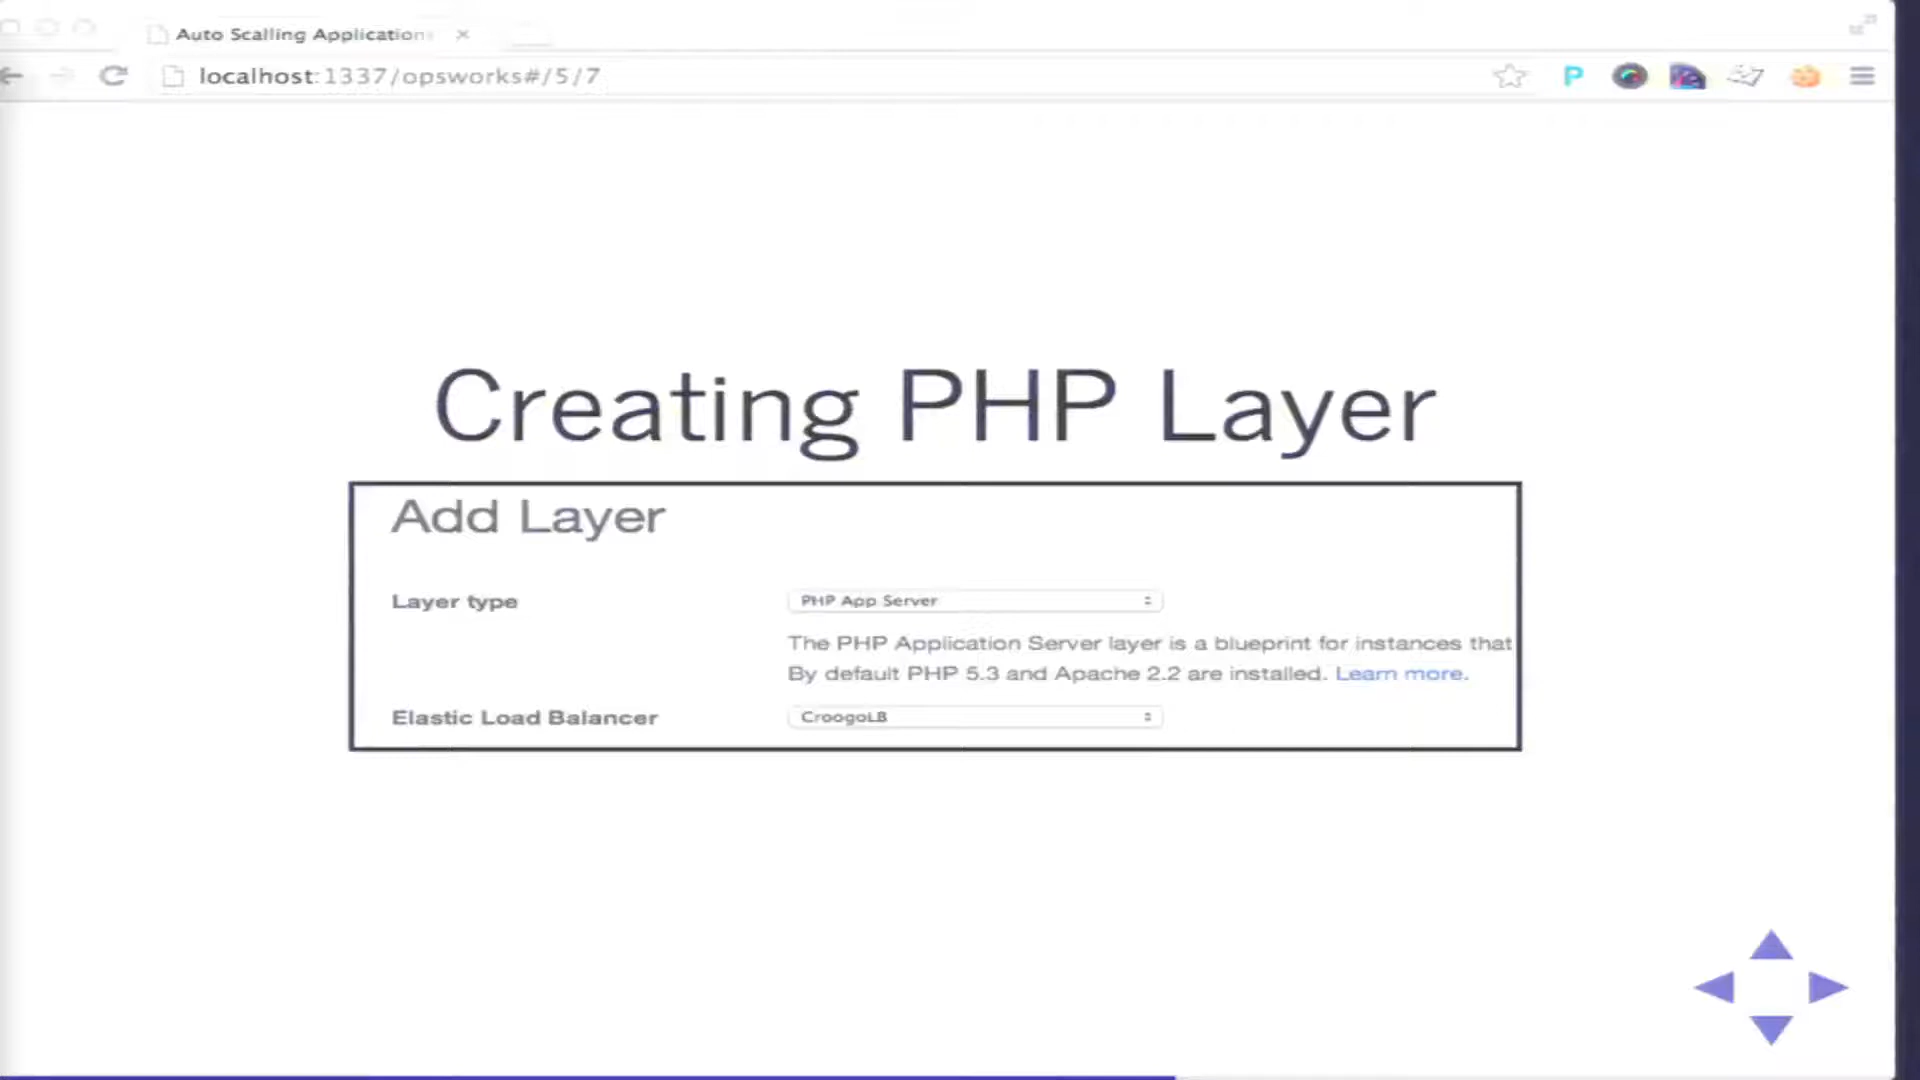 Auto Scalling Application
localhost:1337/opsworks#/5/7
P
Creating PHP Layer
Add Layer
Layer type
PHP App Server
The PHP Application Server layer is a blueprint for instances that
By default PHP 5.3 and Apache 2.2 are installed. Learn more.
Elastic Load Balancer
CroogoLB